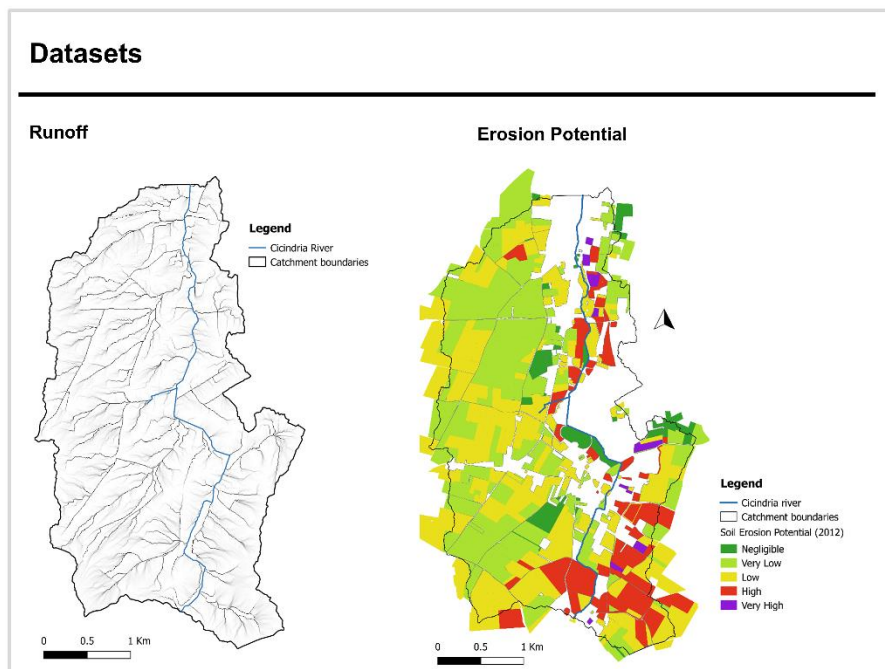 Datasets
Runoff
Erosion Potential
Legend
Cicindria River
Catchment boundaries
0 0.5 1 Km
Legend
Cicindria river
Catchment boundaries
Soil Erosion Potential (2012)
Negligible
Very Low
Low
High
Very High
0 0.5 1 Km